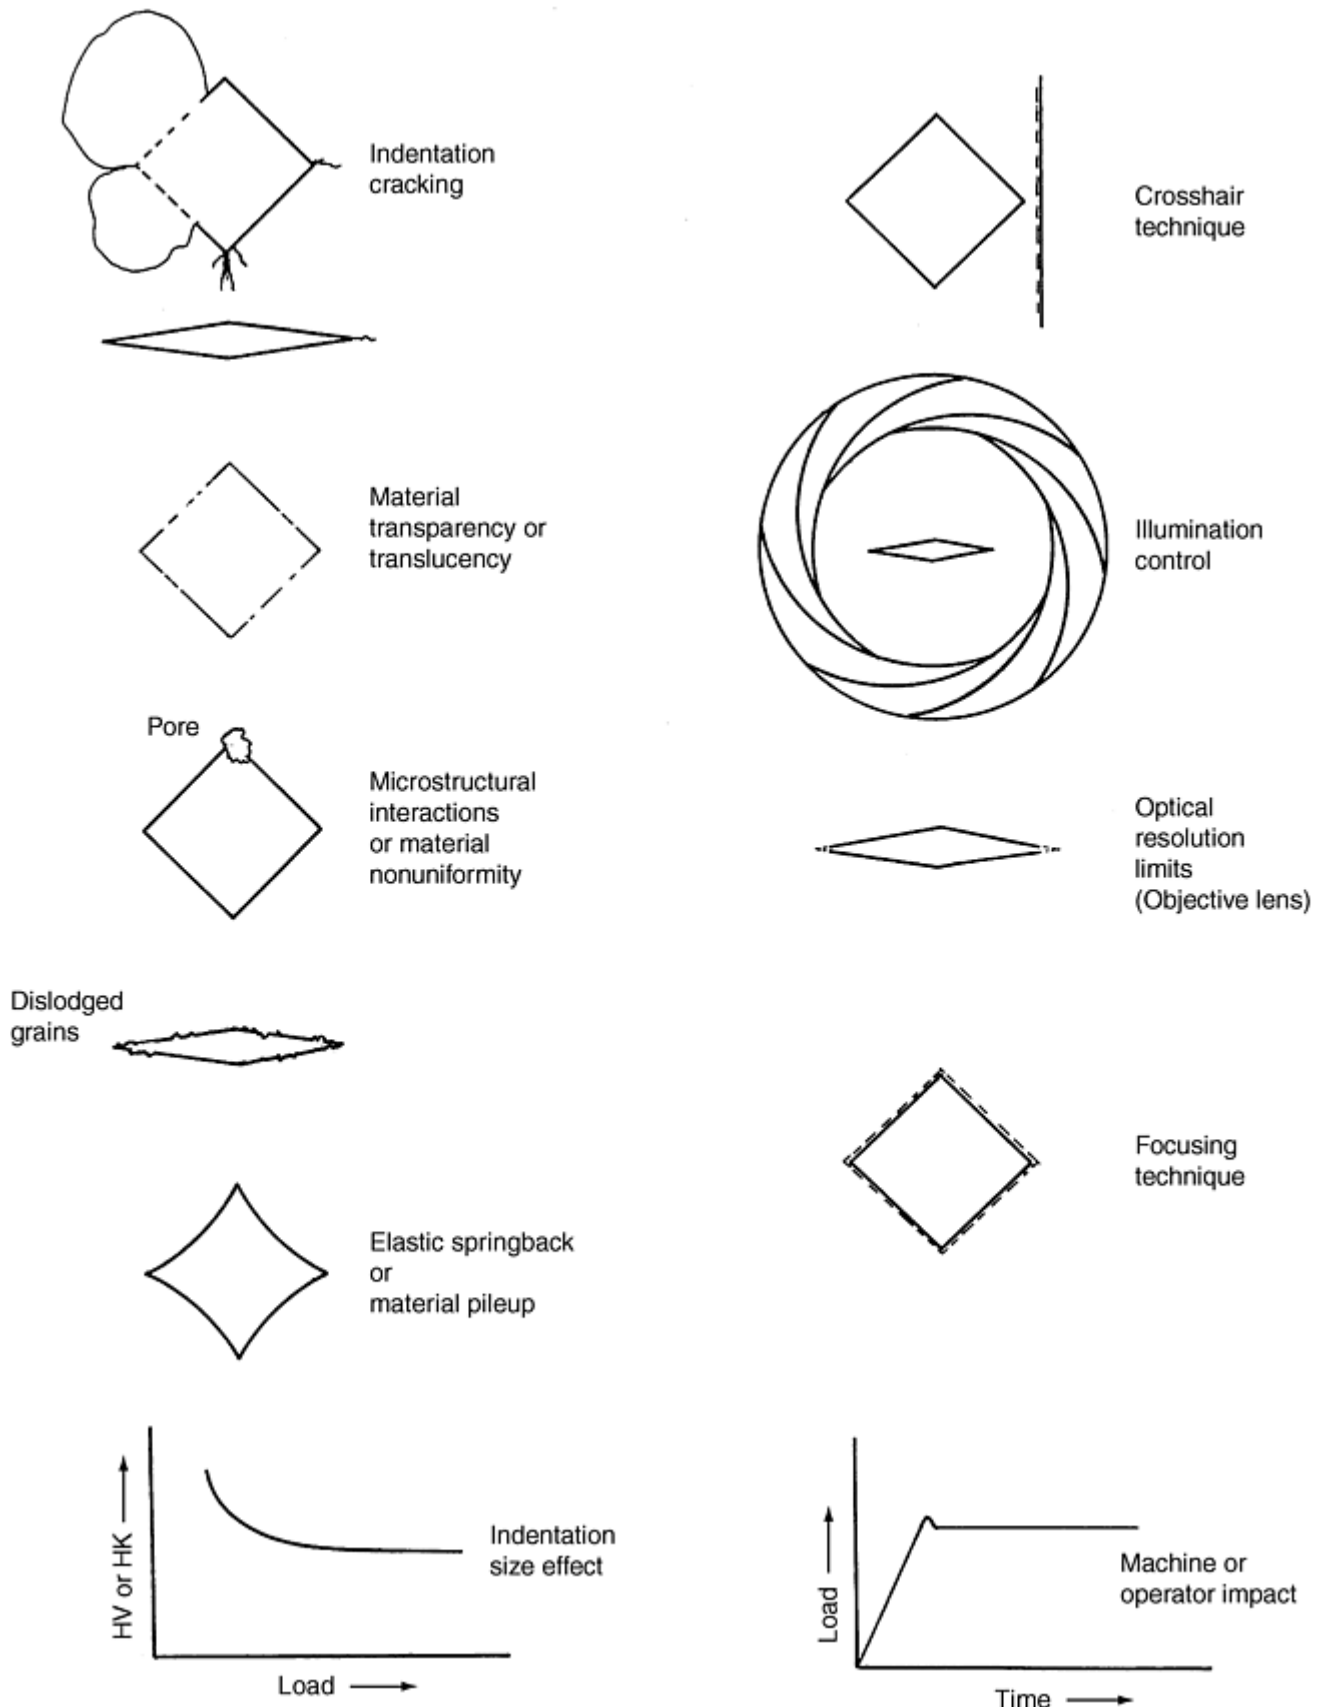 Indentation
cracking
Material
transparency or
translucency
Pore
Microstructural
interactions
or material
nonuniformity
Dislodged
grains
Elastic springback
or
material pileup
HV or HK
Indentation
size effect
Load
Crosshair
technique
Illumination
control
Optical
resolution
limits
(Objective lens)
Focusing
technique
Load
Machine or
operator impact
Time